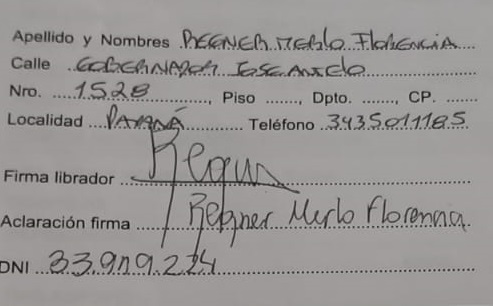 Apellido y Nombres REGNER MERLO FLORENCIA
Calle GOBERNADOR
Nro. 1528, Piso ......, Dpto. ......, CP. ......
Localidad PARANÁ Teléfono 3435011185
Firma librador Regner
Aclaración firma Regner Merlo Florencia
DNI 33.909.224